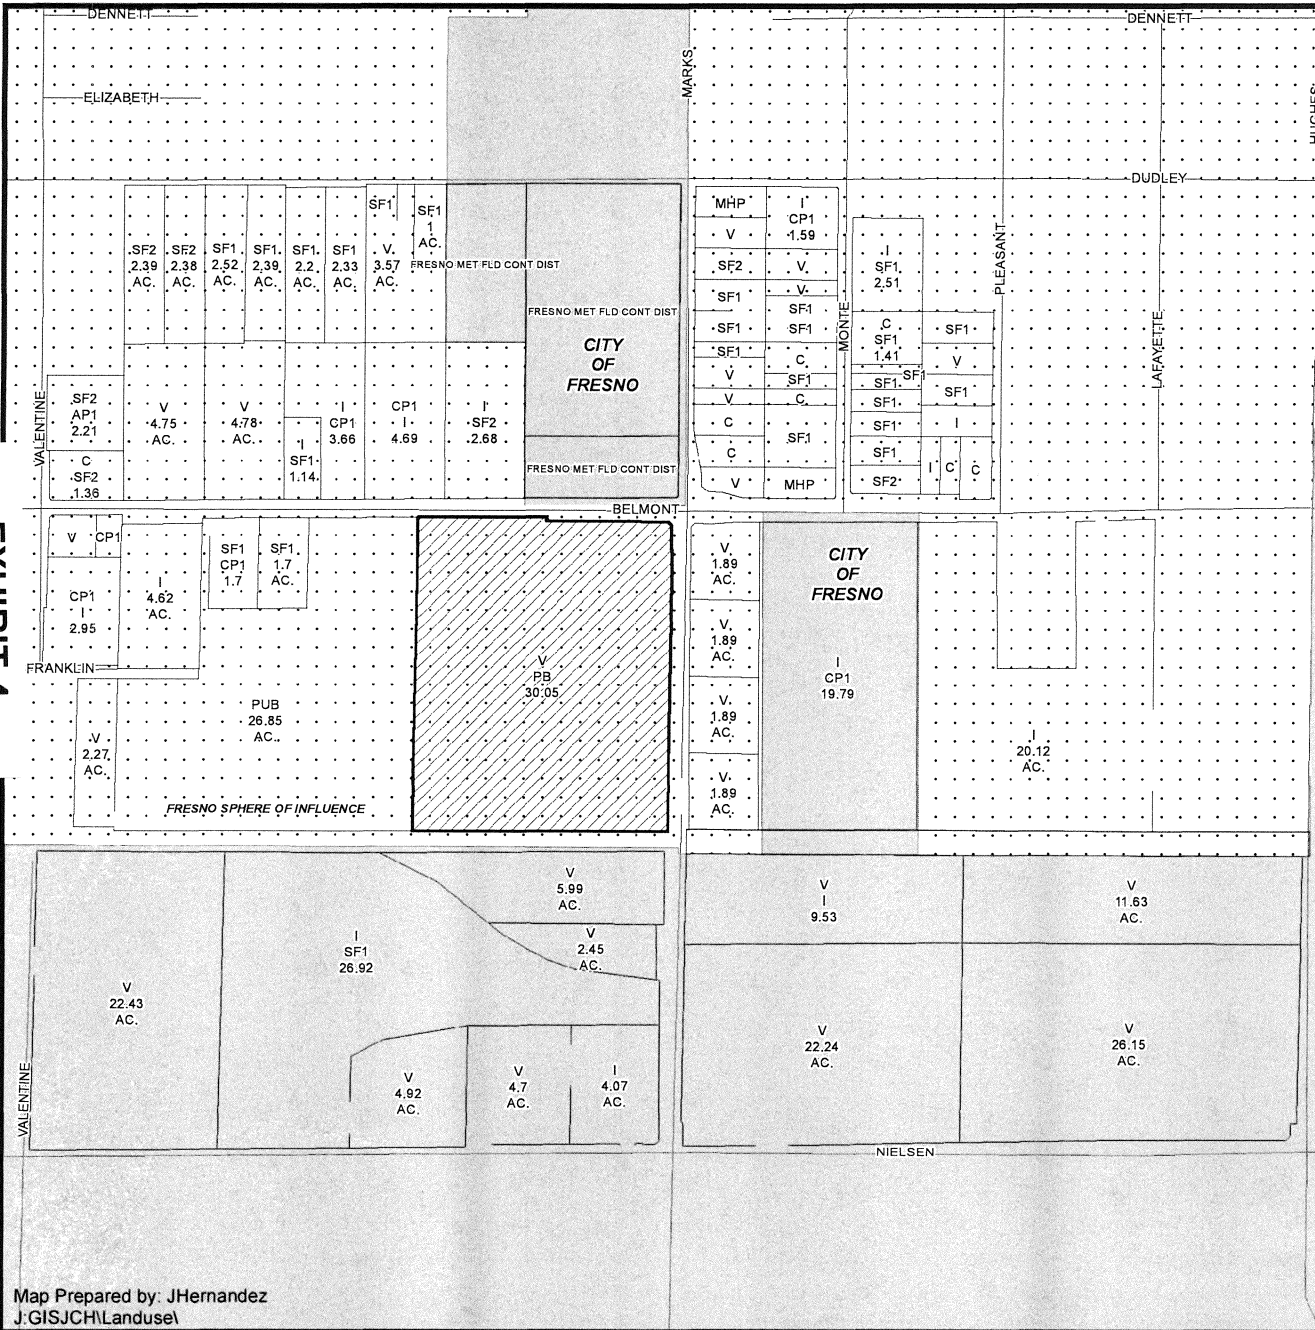 DENNETT
DENNETT
ELIZABETH
MARKS
DUDLEY
SF2
2.39
AC.
SF2
2.38
AC.
SF1
2.52
AC.
SF1
2.39
AC.
SF1
2.2
AC.
SF1
2.33
AC.
SF1
V
3.57
AC.
SF1
1
AC.
FRESNO MET FLD CONT DIST
FRESNO MET FLD CONT DIST
CITY
OF
FRESNO
FRESNO MET FLD CONT DIST
VALENTINE
SF2
AP1
2.21
C
SF2
1.36
V
4.75
AC.
V
4.78
AC.
I
SF1
1.14
I
CP1
3.66
CP1
I
4.69
I
SF2
2.68
MHP
V
SF2
SF1
SF1
SF1
V
V
C
C
V
I
CP1
1.59
V
V
SF1
SF1
C
SF1
C
SF1
MHP
MONTE
I
SF1
2.51
C
SF1
1.41
SF1
SF1
SF1
SF1
SF1
SF2
SF1
V
SF1
I
I
C
C
PLEASANT
LAFAYETTE
BELMONT
V
CP1
CP1
I
2.95
I
4.62
AC.
SF1
CP1
1.7
SF1
1.7
AC.
FRANKLIN
V
2.27
AC.
PUB
26.85
AC.
FRESNO SPHERE OF INFLUENCE
V
PB
30.05
V
1.89
AC.
V
1.89
AC.
V
1.89
AC.
V
1.89
AC.
CITY
OF
FRESNO
I
CP1
19.79
I
20.12
AC.
V
22.43
AC.
I
SF1
26.92
V
5.99
AC.
V
2.45
AC.
V
4.92
AC.
V
4.7
AC.
I
4.07
AC.
V
I
9.53
V
11.63
AC.
V
22.24
AC.
V
26.15
AC.
VALENTINE
NIELSEN
Map Prepared by: JHernandez
J:GISJCH\Landuse\